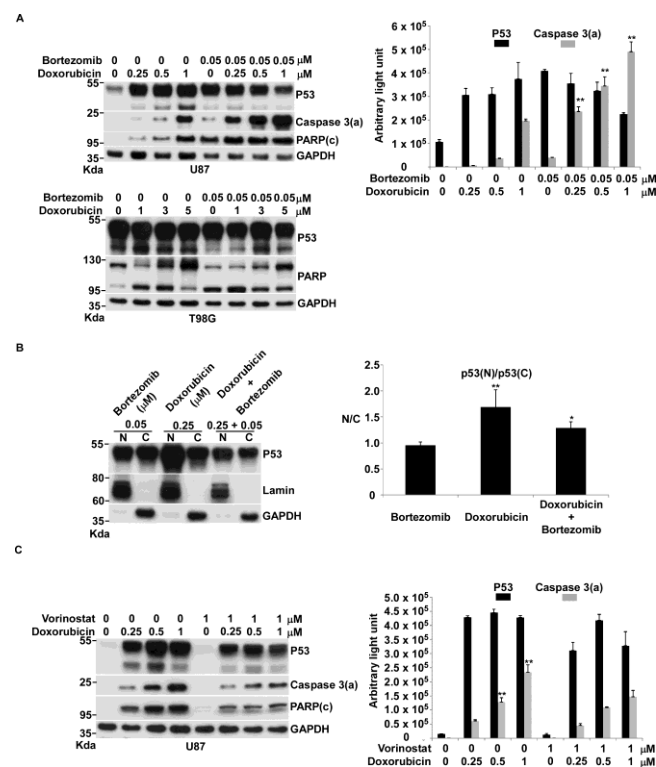 A
Bortezomib 0 0 0 0 0.05 0.05 0.05 0.05 μM
Doxorubicin 0 0.25 0.5 1 0 0.25 0.5 1 μM
55
P53
25
Caspase 3(a)
95
PARP(c)
35
GAPDH
Kda
U87
Bortezomib 0 0 0 0 0.05 0.05 0.05 0.05 μM
Doxorubicin 0 1 3 5 0 1 3 5 μM
55
P53
130
PARP
95
35
GAPDH
Kda
T98G
P53 Caspase 3(a)
Arbitrary light unit
6 x 10⁵
5 x 10⁵
4 x 10⁵
3 x 10⁵
2 x 10⁵
1 x 10⁵
0
** ** **
Bortezomib 0 0 0 0 0.05 0.05 0.05 0.05 μM
Doxorubicin 0 0.25 0.5 1 0 0.25 0.5 1 μM
B
Bortezomib (μM)
Doxorubicin (μM)
Doxorubicin + Bortezomib
0.05 0.25 0.25 + 0.05
N C N C N C
55
P53
80
Lamin
60
35
GAPDH
Kda
p53(N)/p53(C)
N/C
2.5
2.0
1.5
1.0
0.5
0
** *
Bortezomib Doxorubicin Doxorubicin
+
Bortezomib
C
Vorinostat 0 0 0 0 1 1 1 1 μM
Doxorubicin 0 0.25 0.5 1 0 0.25 0.5 1 μM
55
P53
25
Caspase 3(a)
95
PARP(c)
35
GAPDH
Kda
U87
P53 Caspase 3(a)
Arbitrary light unit
5.0 x 10⁵
4.5 x 10⁵
4.0 x 10⁵
3.5 x 10⁵
3.0 x 10⁵
2.5 x 10⁵
2.0 x 10⁵
1.5 x 10⁵
1.0 x 10⁵
0.5 x 10⁵
0
** **
Vorinostat 0 0 0 0 1 1 1 1 μM
Doxorubicin 0 0.25 0.5 1 0 0.25 0.5 1 μM